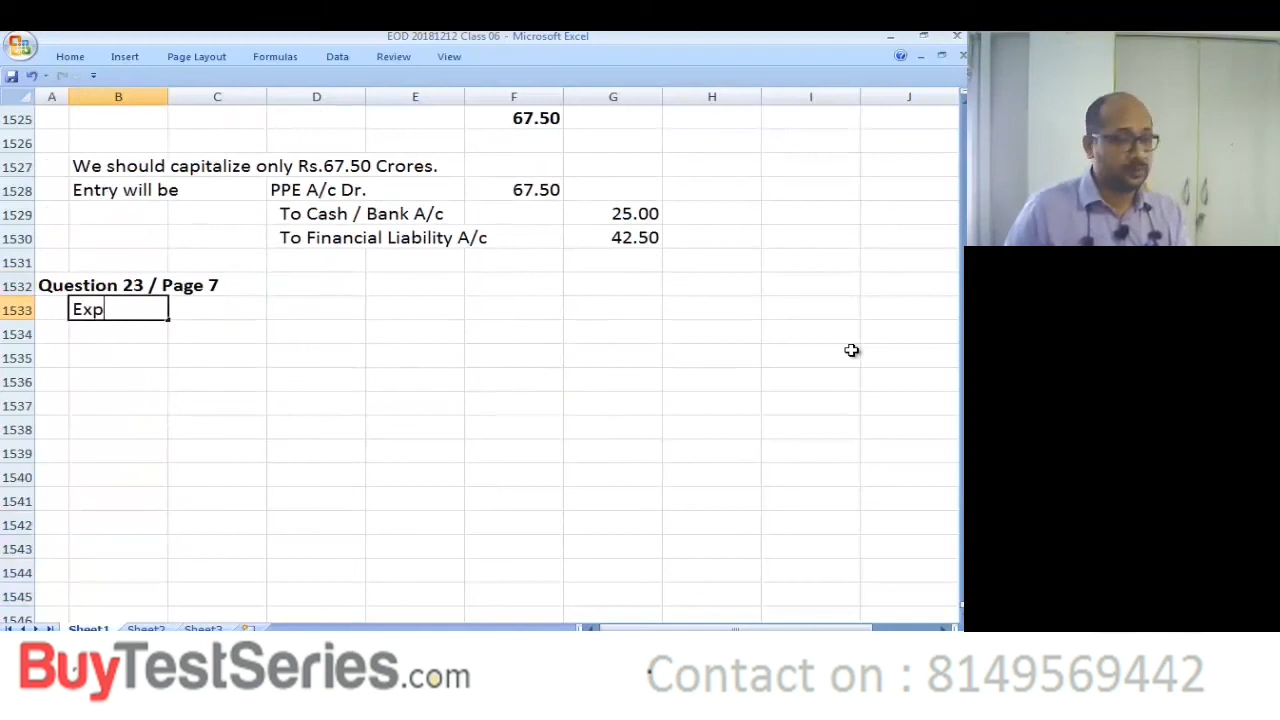 EOD 20181212 Class 06 - Microsoft Excel
Home Insert Page Layout Formulas Data Review View
A B C D E F G H I J
1525 67.50
1526
1527 We should capitalize only Rs.67.50 Crores.
1528 Entry will be PPE A/c Dr. 67.50
1529 To Cash / Bank A/c 25.00
1530 To Financial Liability A/c 42.50
1531
1532 Question 23 / Page 7
1533 Exp
1534
1535
1536
1537
1538
1539
1540
1541
1542
1543
1544
1545
1546
Sheet1 Sheet2 Sheet3
BuyTestSeries.com Contact on : 8149569442